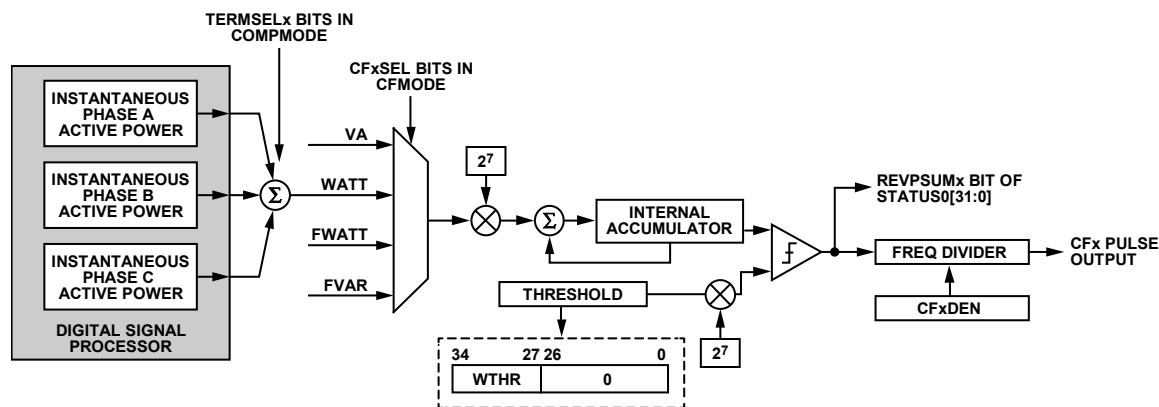 TERMSELx BITS IN
COMPMODE
CFxSEL BITS IN
CFMODE
INSTANTANEOUS
PHASE A
ACTIVE POWER
INSTANTANEOUS
PHASE B
ACTIVE POWER
INSTANTANEOUS
PHASE C
ACTIVE POWER
DIGITAL SIGNAL
PROCESSOR
Σ
VA
WATT
FWATT
FVAR
2⁷
Σ
INTERNAL
ACCUMULATOR
THRESHOLD
2⁷
34 27 26 0
WTHR 0
REVPSUMx BIT OF
STATUS0[31:0]
FREQ DIVIDER
CFx PULSE
OUTPUT
CFxDEN